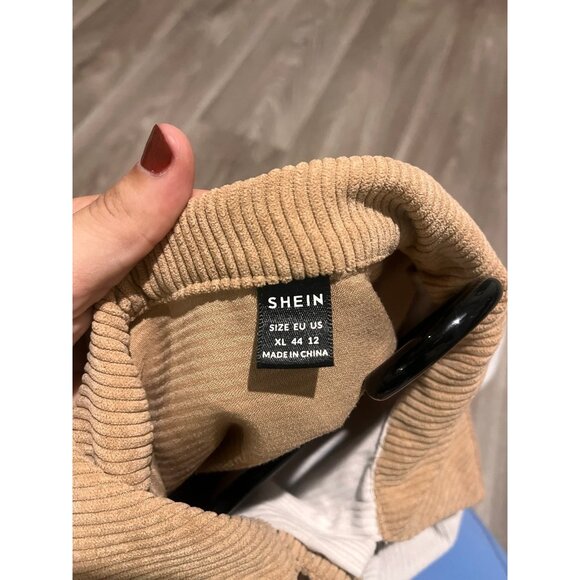 SHEIN
SIZE EU US
XL 44 12
MADE IN CHINA